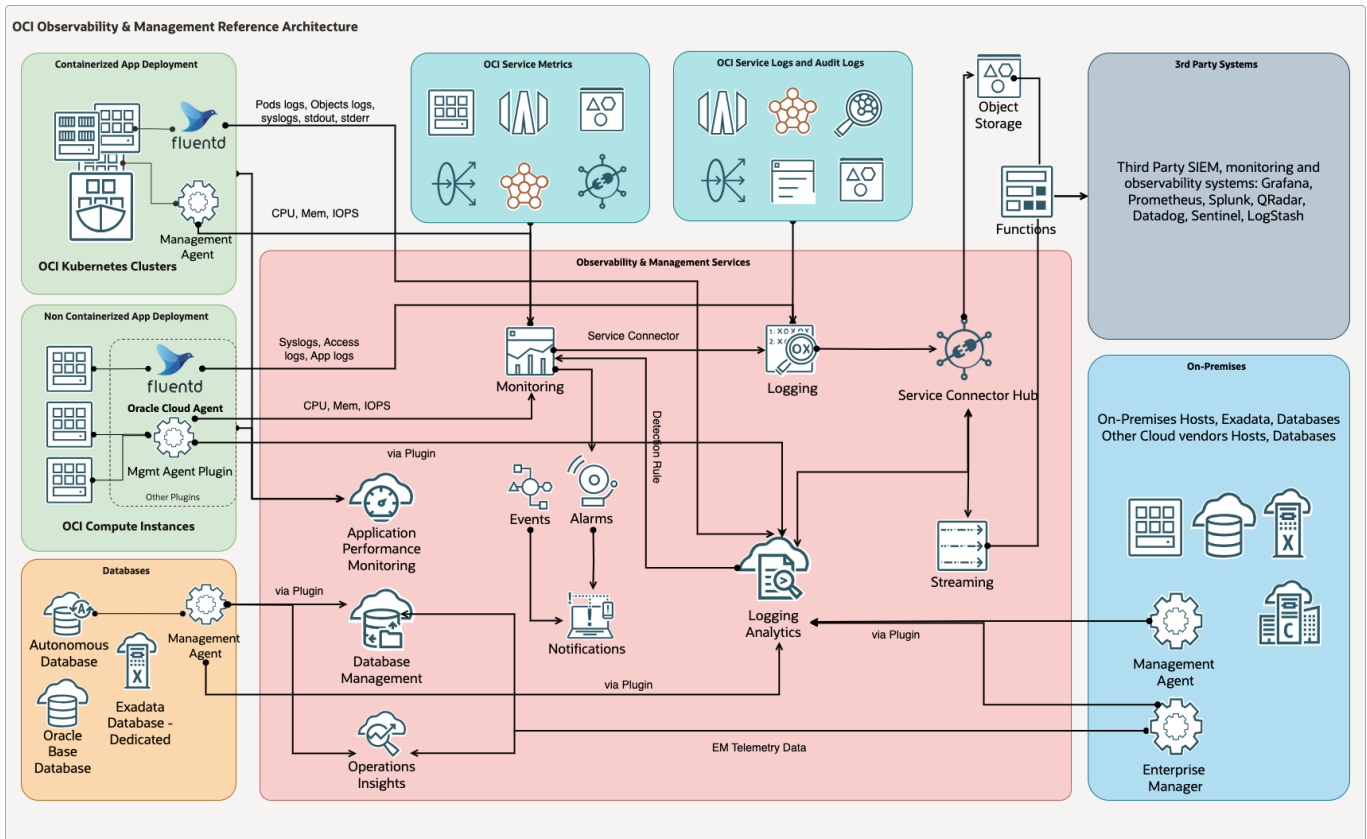 OCI Observability & Management Reference Architecture
Containerized App Deployment
fluentd
Management
Agent
OCI Kubernetes Clusters
Pods logs, Objects logs,
syslogs, stdout, stderr
CPU, Mem, IOPS
OCI Service Metrics
OCI Service Logs and Audit Logs
Object
Storage
Functions
3rd Party Systems
Third Party SIEM, monitoring and
observability systems: Grafana,
Prometheus, Splunk, QRadar,
Datadog, Sentinel, LogStash
Non Containerized App Deployment
fluentd
Oracle Cloud Agent
Mgmt Agent Plugin
Other Plugins
OCI Compute Instances
Syslogs, Access
logs, App logs
CPU, Mem, IOPS
via Plugin
Observability & Management Services
Monitoring
Service Connector
1: XOXOX
2: X
OX
Logging
Service Connector Hub
Detection Rule
Application
Performance
Monitoring
Events
Alarms
Notifications
Logging
Analytics
Streaming
Databases
A
Autonomous
Database
Management
Agent
X
Exadata
Database -
Dedicated
Oracle
Base
Database
via Plugin
Database
Management
via Plugin
Operations
Insights
EM Telemetry Data
via Plugin
On-Premises
On-Premises Hosts, Exadata, Databases
Other Cloud vendors Hosts, Databases
X
C
Management
Agent
Enterprise
Manager